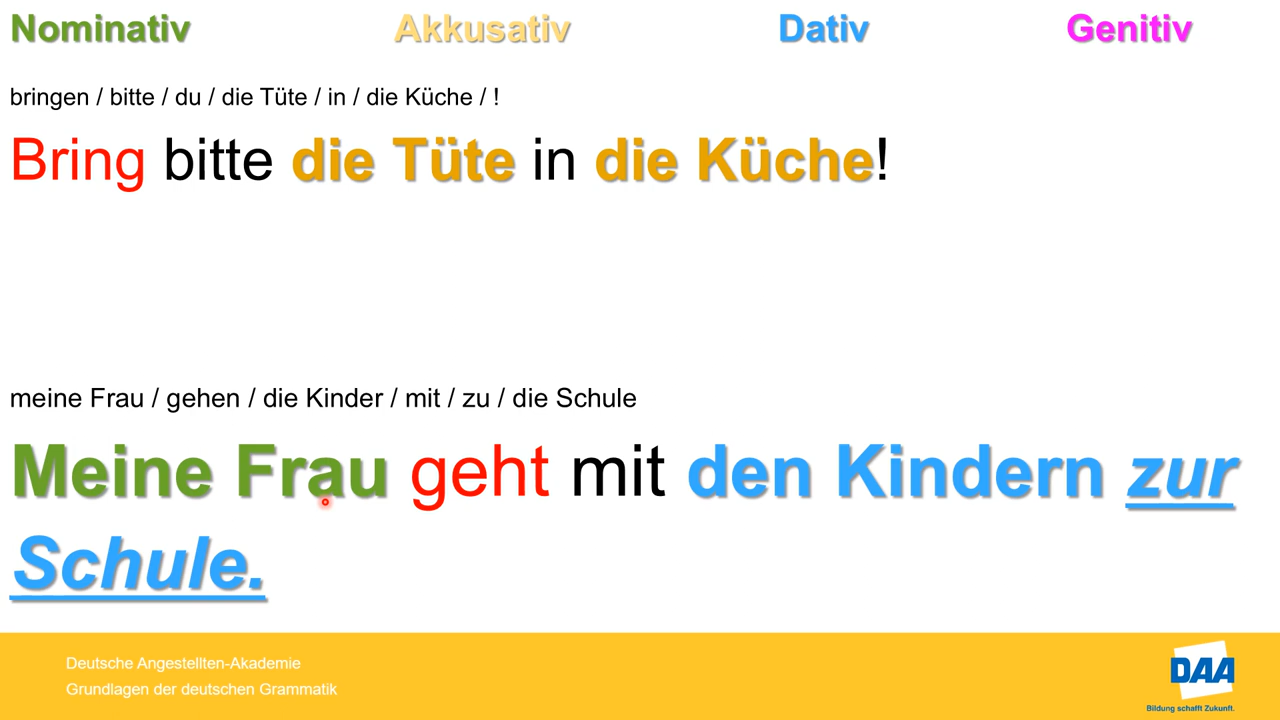 Nominativ Akkusativ Dativ Genitiv
bringen / bitte / du / die Tüte / in / die Küche / !
Bring bitte die Tüte in die Küche!
meine Frau / gehen / die Kinder / mit / zu / die Schule
Meine Frau geht mit den Kindern zur
Schule.
Deutsche Angestellten-Akademie
Grundlagen der deutschen Grammatik
DAA
Bildung schafft Zukunft.